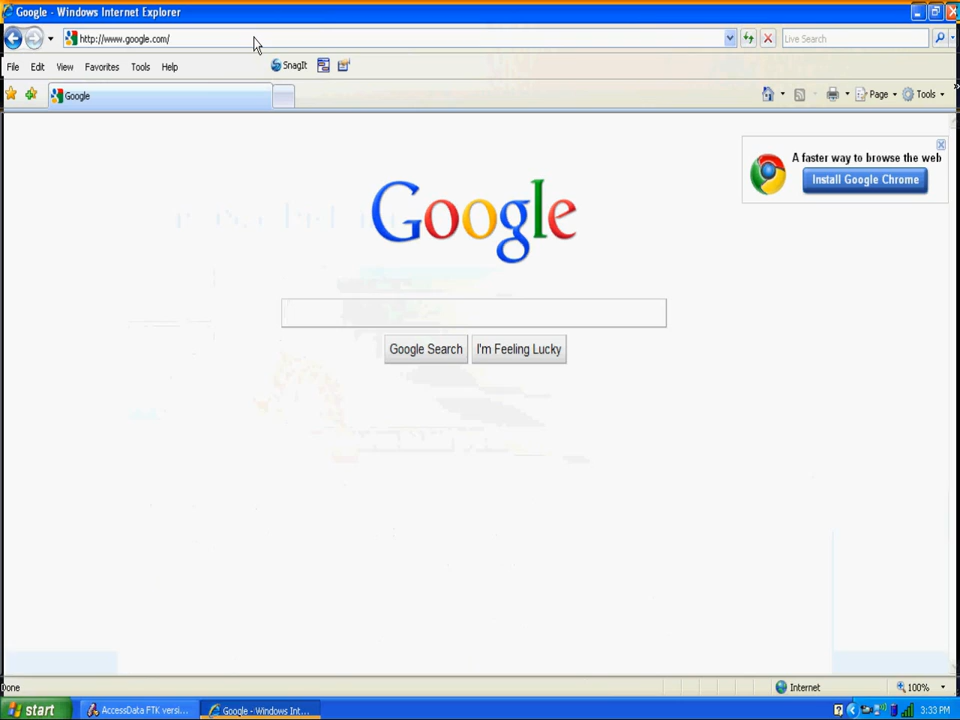 Google - Windows Internet Explorer
http://www.google.com/
Live Search
File Edit View Favorites Tools Help
SnagIt
Google
Page Tools
A faster way to browse the web
Install Google Chrome
Google
Google Search I'm Feeling Lucky
Done
Internet
100%
start
AccessData FTK versi...
Google - Windows Int...
3:33 PM